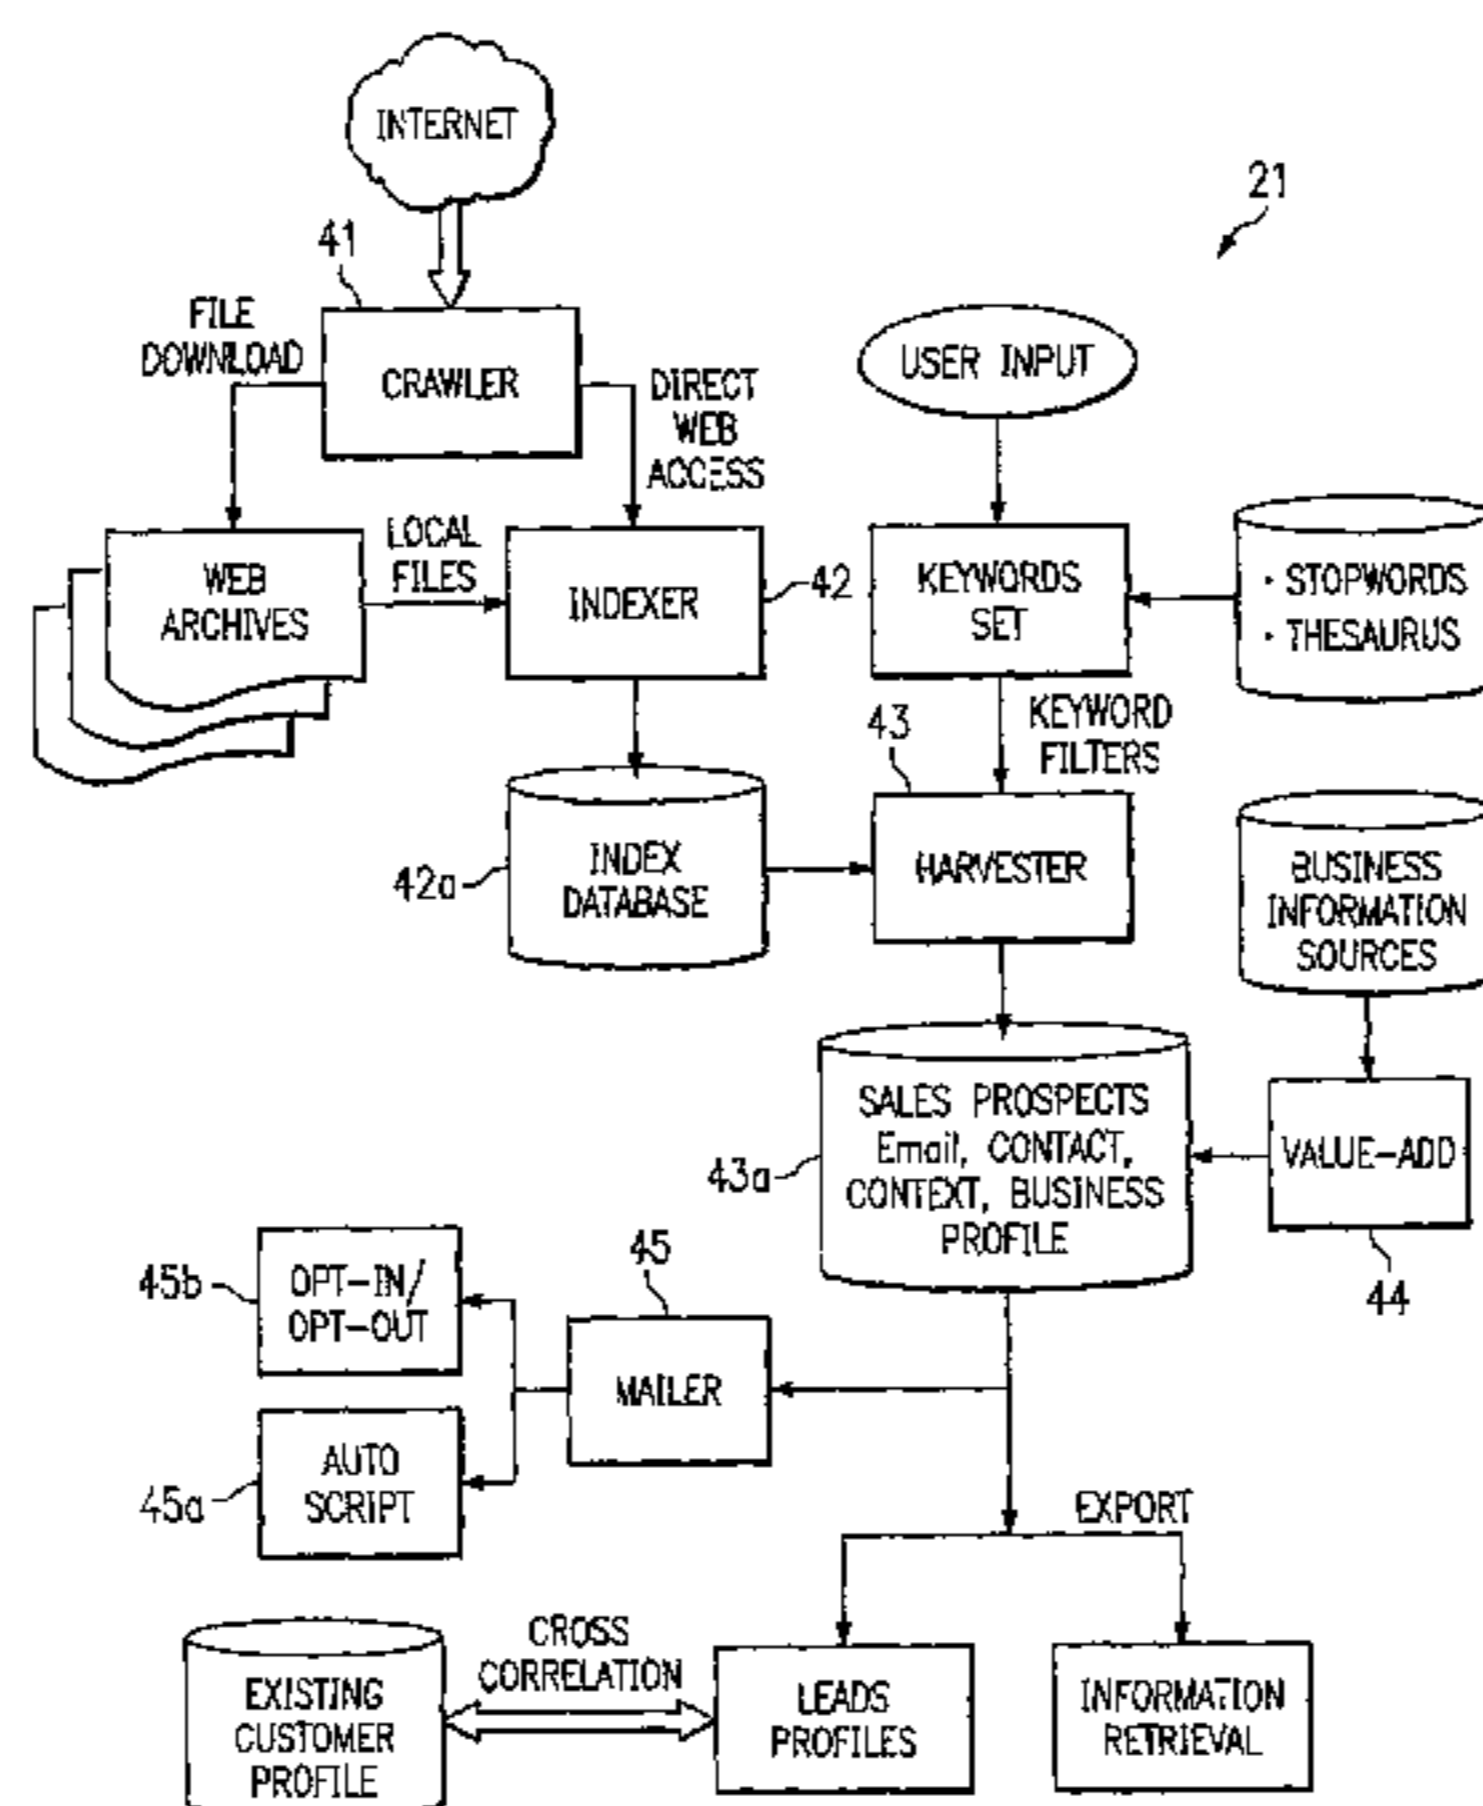 INTERNET
21
41
FILE
DOWNLOAD
CRAWLER
DIRECT
WEB
ACCESS
USER INPUT
WEB
ARCHIVES
LOCAL
FILES
INDEXER
42
KEYWORDS
SET
• STOPWORDS
• THESAURUS
43
KEYWORD
FILTERS
INDEX
DATABASE
42a
HARVESTER
BUSINESS
INFORMATION
SOURCES
SALES PROSPECTS
Email, CONTACT,
CONTEXT, BUSINESS
PROFILE
43a
VALUE-ADD
44
45b
OPT-IN/
OPT-OUT
45
MAILER
45a
AUTO
SCRIPT
EXPORT
EXISTING
CUSTOMER
PROFILE
CROSS
CORRELATION
LEADS
PROFILES
INFORMATION
RETRIEVAL